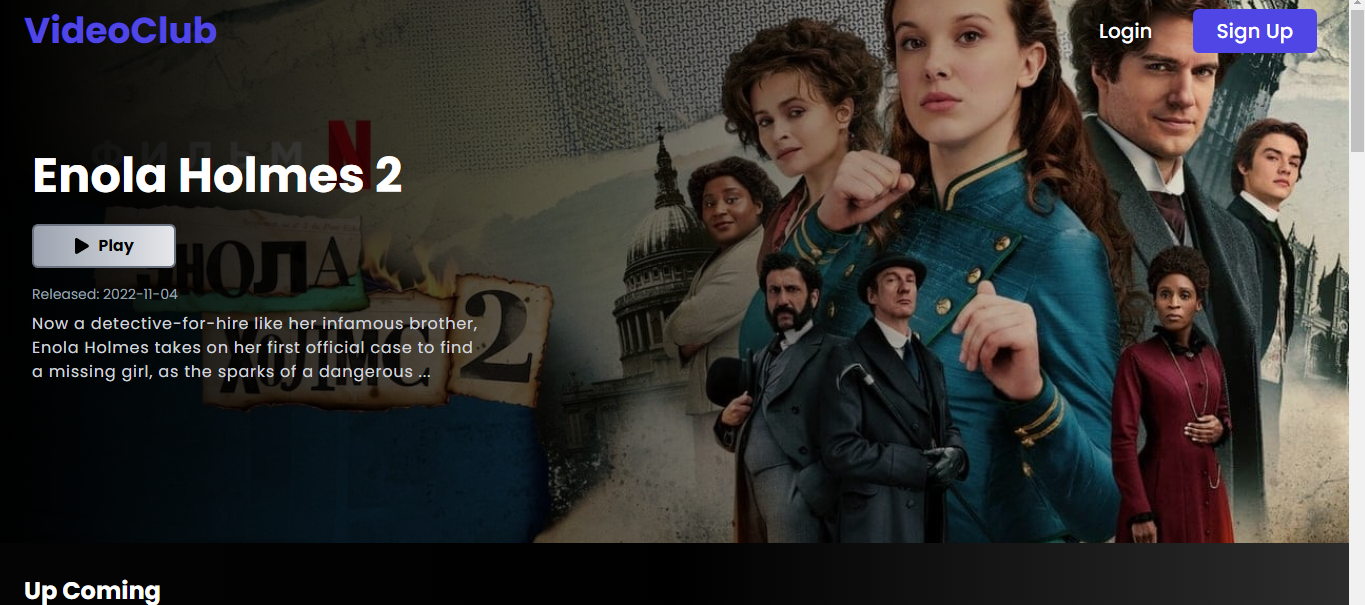 VideoClub
Login
Sign Up
ФИЛЬМ N
Enola Holmes 2
Play
ЭНОЛА
Released: 2022-11-04
Now a detective-for-hire like her infamous brother,
Enola Holmes takes on her first official case to find
a missing girl, as the sparks of a dangerous ...
ХОЛМС 2
Up Coming